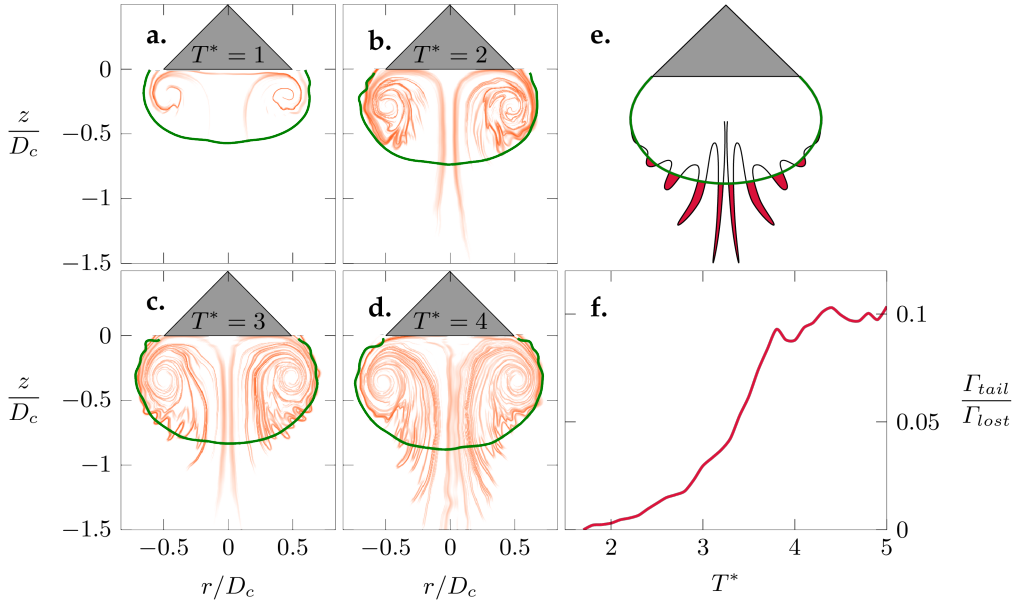 a.
T* = 1
b.
T* = 2
e.
0
−0.5
−1
−1.5
z
D_c
c.
T* = 3
d.
T* = 4
f.
0
−0.5
−1
−1.5
z
D_c
0.1
0.05
0
Γ_tail
Γ_lost
−0.5 0 0.5
−0.5 0 0.5
2 3 4 5
r/D_c
r/D_c
T*